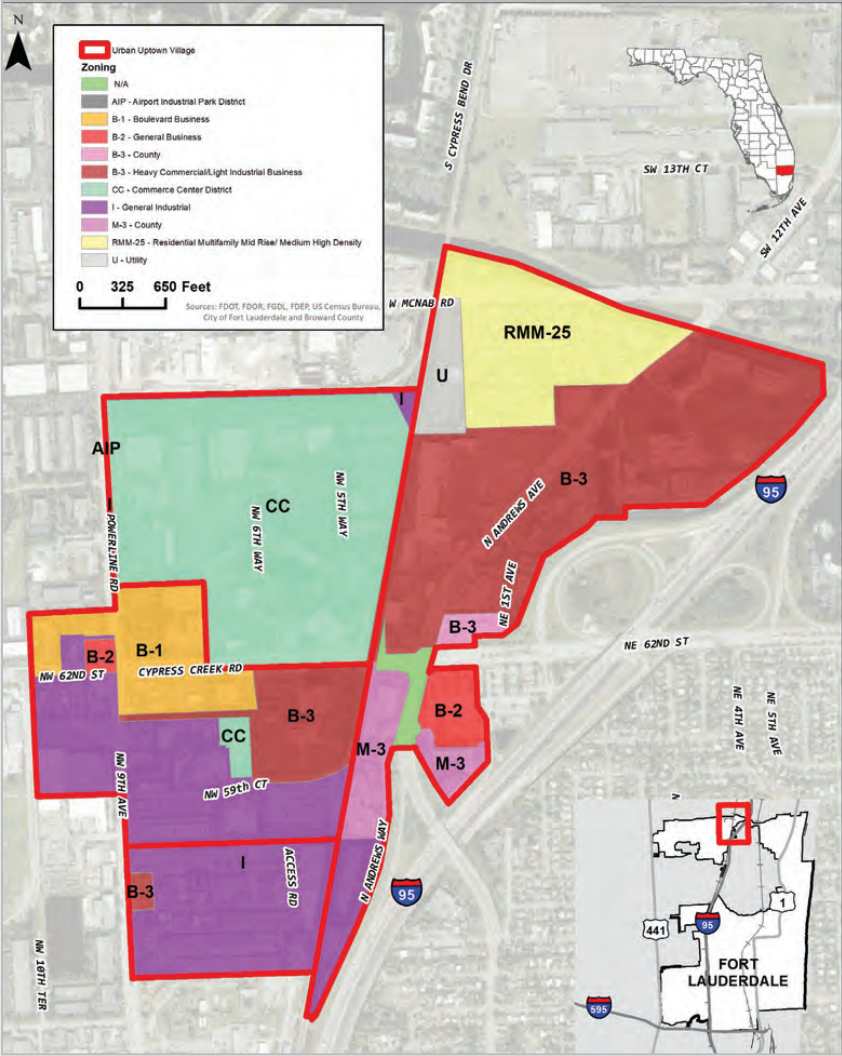 N
Urban Uptown Village
Zoning
N/A
AIP - Airport Industrial Park District
B-1 - Boulevard Business
B-2 - General Business
B-3 - County
B-3 - Heavy Commercial/Light Industrial Business
CC - Commerce Center District
I - General Industrial
M-3 - County
RMM-25 - Residential Multifamily Mid Rise/ Medium High Density
U - Utility
0 325 650 Feet
Sources: FDOT, FDOR, FGDL, FDEP, US Census Bureau,
City of Fort Lauderdale and Broward County
S CYPRESS BEND DR
SW 13TH CT
SW 12TH AVE
W MCNAB RD
RMM-25
U
I
AIP
I
POWERLINE RD
CC
NW 6TH WAY
NW 5TH WAY
B-3
N ANDREWS AVE
95
NE 1ST AVE
B-3
NE 62ND ST
B-1
B-2
NW 62ND ST
CYPRESS CREEK RD
B-3
B-2
CC
M-3
M-3
NE 4TH AVE
NE 5TH AVE
NW 9TH AVE
NW 59th CT
N
I
ACCESS RD
N ANDREWS WAY
B-3
95
NW 10TH TER
441
95
1
FORT
LAUDERDALE
595